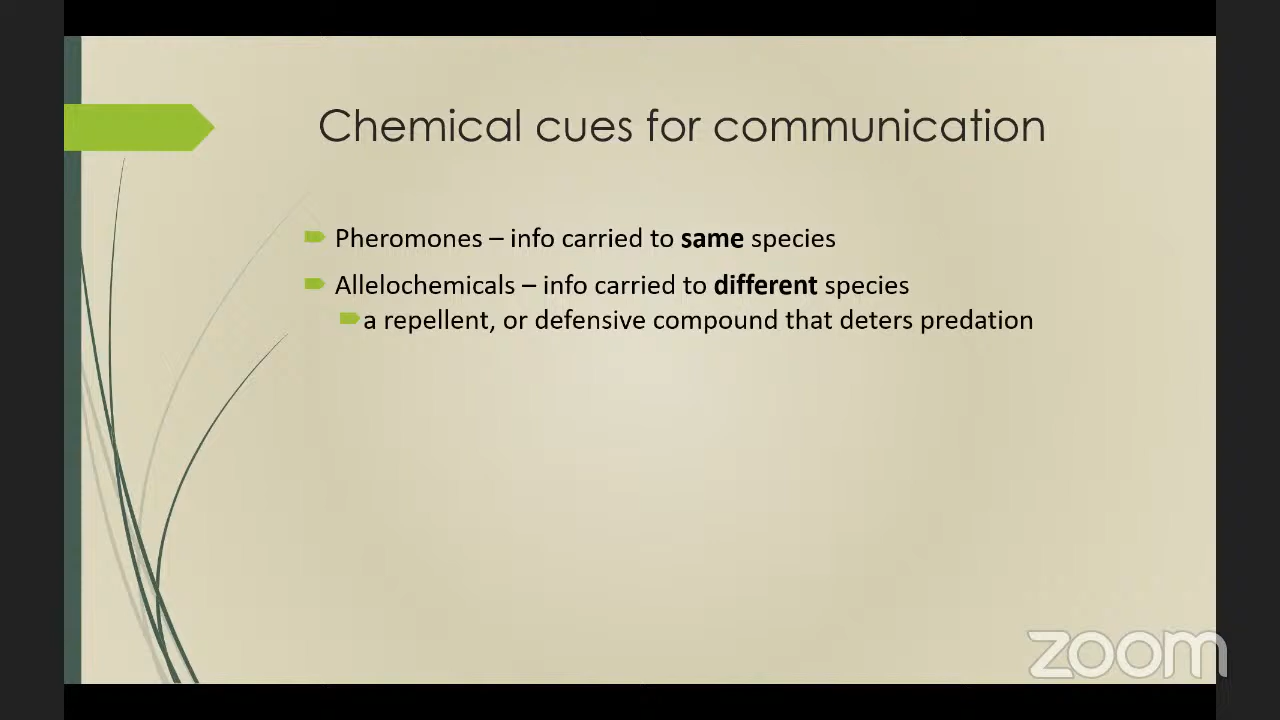 Chemical cues for communication
Pheromones – info carried to same species
Allelochemicals – info carried to different species
a repellent, or defensive compound that deters predation
zoom